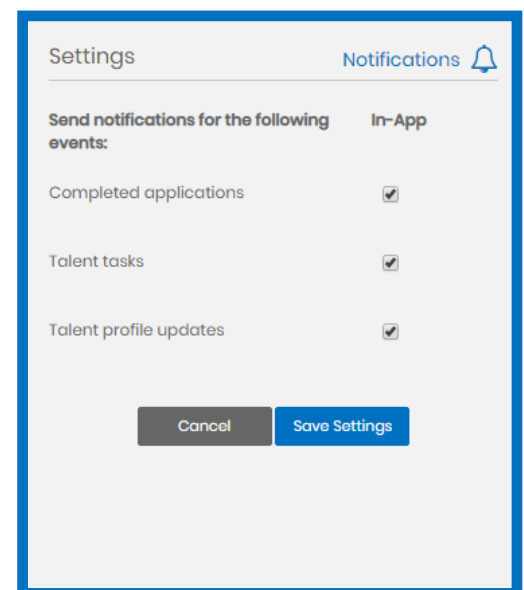 Settings
Notifications
Send notifications for the following
events:
In-App
Completed applications
Talent tasks
Talent profile updates
Cancel
Save Settings